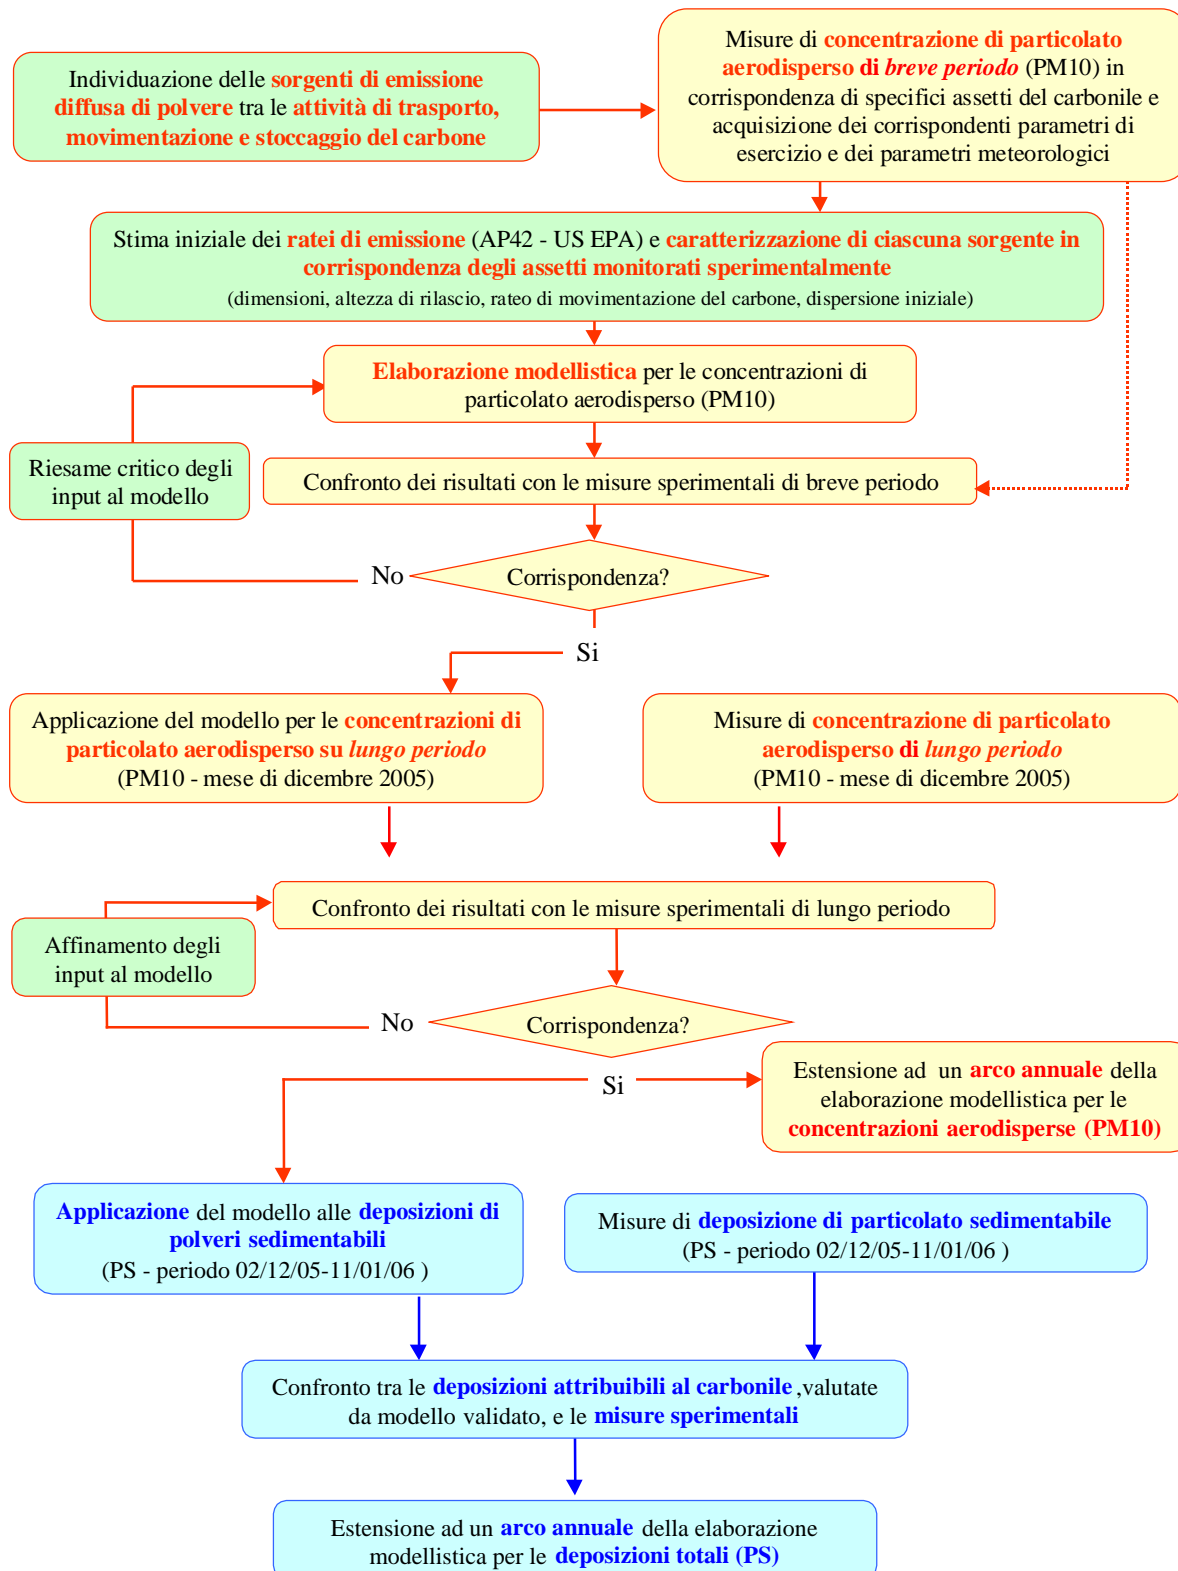 Individuazione delle sorgenti di emissione
diffusa di polvere tra le attività di trasporto,
movimentazione e stoccaggio del carbone
Misure di concentrazione di particolato
aerodisperso di breve periodo (PM10) in
corrispondenza di specifici assetti del carbonile e
acquisizione dei corrispondenti parametri di
esercizio e dei parametri meteorologici
Stima iniziale dei ratei di emissione (AP42 - US EPA) e caratterizzazione di ciascuna sorgente in
corrispondenza degli assetti monitorati sperimentalmente
(dimensioni, altezza di rilascio, rateo di movimentazione del carbone, dispersione iniziale)
Elaborazione modellistica per le concentrazioni di
particolato aerodisperso (PM10)
Riesame critico degli
input al modello
Confronto dei risultati con le misure sperimentali di breve periodo
No
Corrispondenza?
Si
Applicazione del modello per le concentrazioni di
particolato aerodisperso su lungo periodo
(PM10 - mese di dicembre 2005)
Misure di concentrazione di particolato
aerodisperso di lungo periodo
(PM10 - mese di dicembre 2005)
Confronto dei risultati con le misure sperimentali di lungo periodo
Affinamento degli
input al modello
No
Corrispondenza?
Si
Estensione ad un arco annuale della
elaborazione modellistica per le
concentrazioni aerodisperse (PM10)
Applicazione del modello alle deposizioni di
polveri sedimentabili
(PS - periodo 02/12/05-11/01/06 )
Misure di deposizione di particolato sedimentabile
(PS - periodo 02/12/05-11/01/06 )
Confronto tra le deposizioni attribuibili al carbonile ,valutate
da modello validato, e le misure sperimentali
Estensione ad un arco annuale della elaborazione
modellistica per le deposizioni totali (PS)